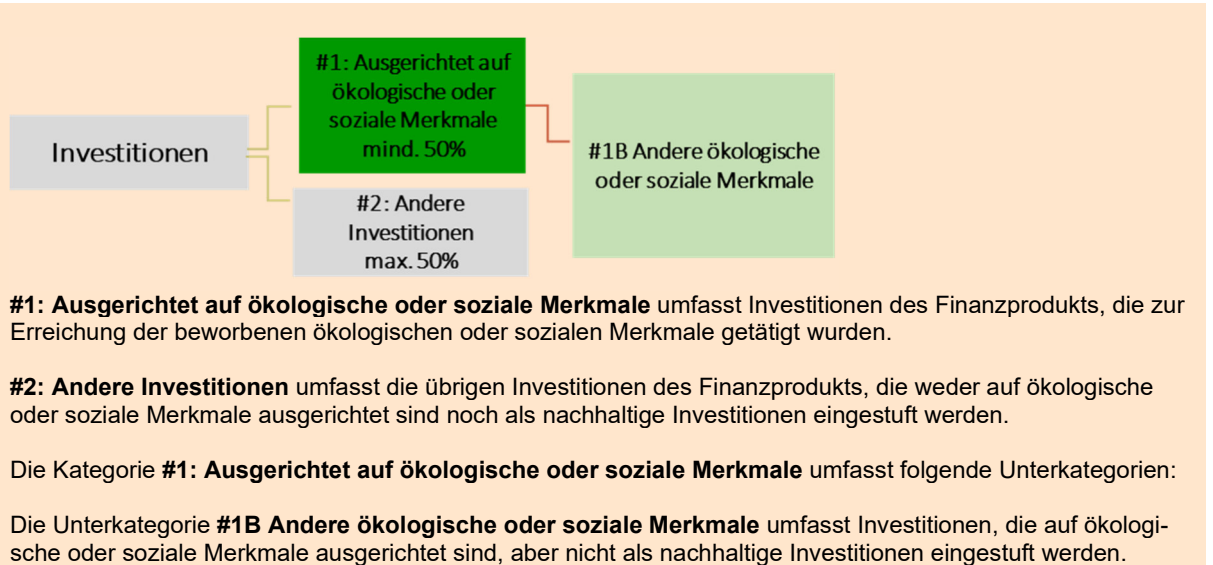 Investitionen
#1: Ausgerichtet auf
ökologische oder
soziale Merkmale
mind. 50%
#2: Andere
Investitionen
max. 50%
#1B Andere ökologische
oder soziale Merkmale
#1: Ausgerichtet auf ökologische oder soziale Merkmale umfasst Investitionen des Finanzprodukts, die zur
Erreichung der beworbenen ökologischen oder sozialen Merkmale getätigt wurden.
#2: Andere Investitionen umfasst die übrigen Investitionen des Finanzprodukts, die weder auf ökologische
oder soziale Merkmale ausgerichtet sind noch als nachhaltige Investitionen eingestuft werden.
Die Kategorie #1: Ausgerichtet auf ökologische oder soziale Merkmale umfasst folgende Unterkategorien:
Die Unterkategorie #1B Andere ökologische oder soziale Merkmale umfasst Investitionen, die auf ökologi-
sche oder soziale Merkmale ausgerichtet sind, aber nicht als nachhaltige Investitionen eingestuft werden.